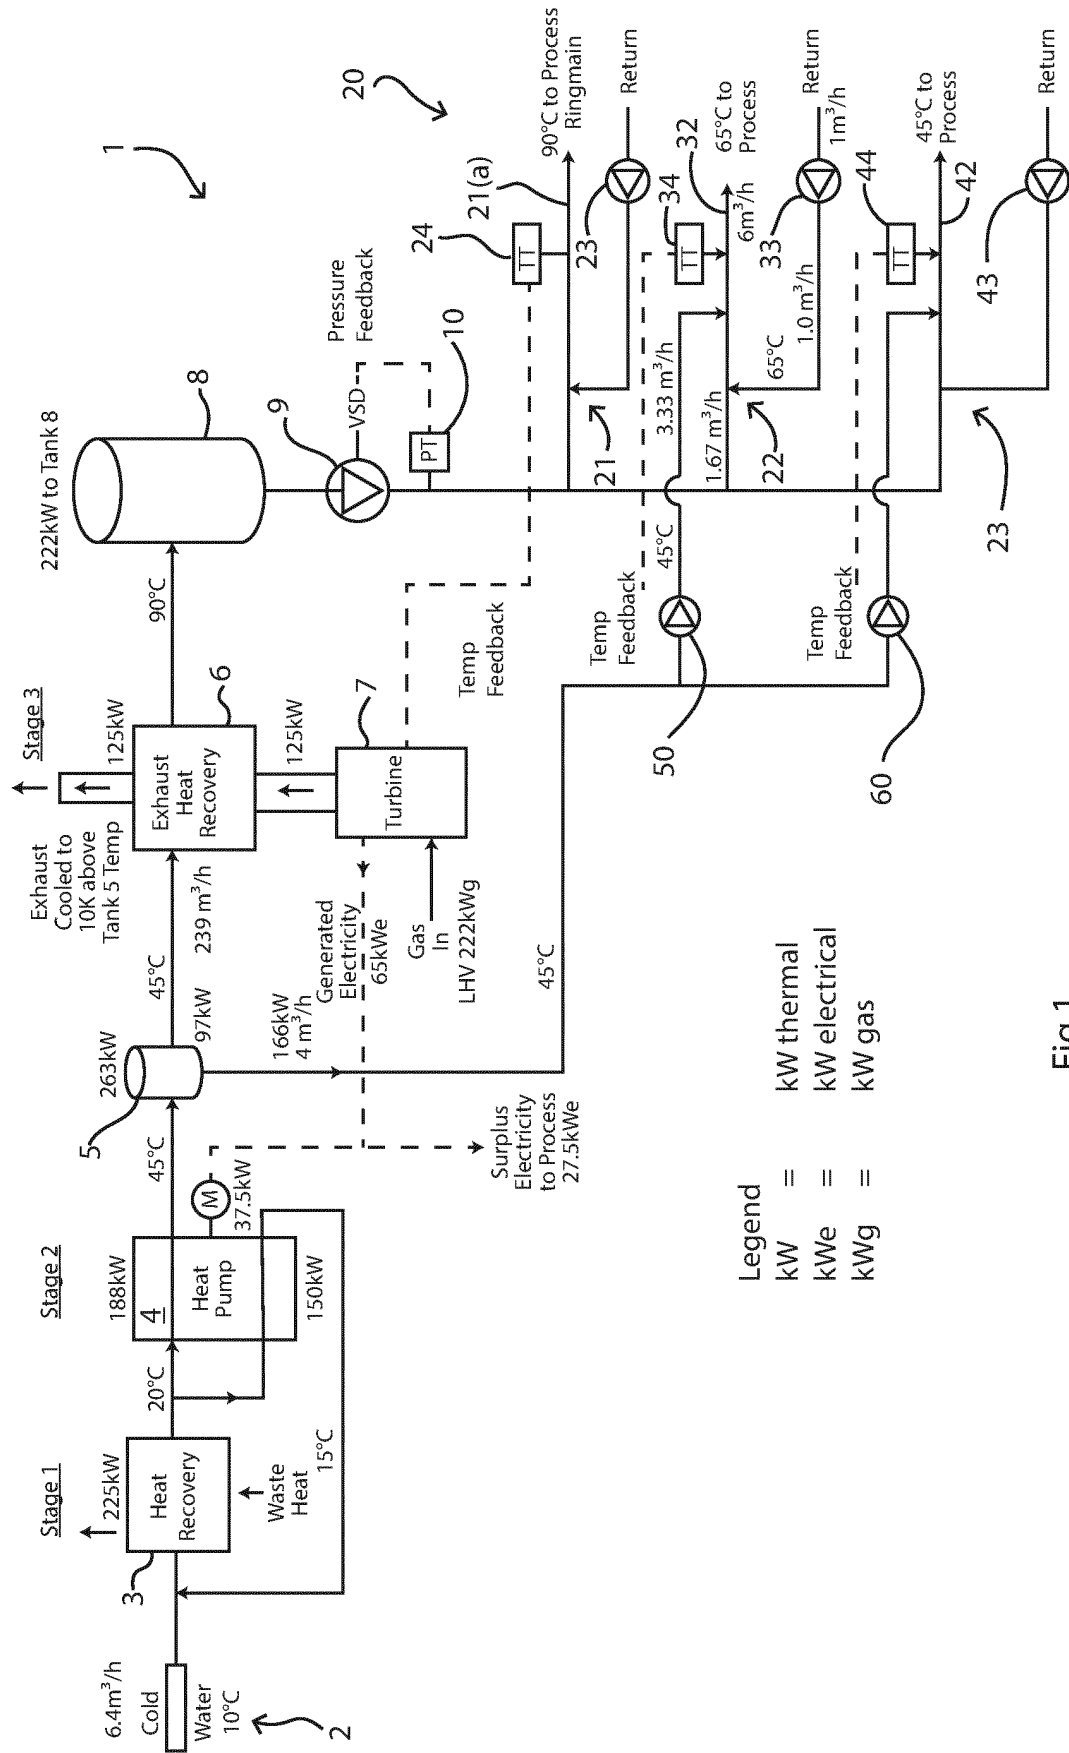 1
20
Stage 1
225kW
Heat
Recovery
3
Waste
Heat
15°C
6.4m³/h
Cold
Water
10°C
2
20°C
Stage 2
188kW
4
Heat
Pump
150kW
M
37.5kW
45°C
5
263kW
45°C
97kW
239 m³/h
166kW
4 m³/h
Surplus
Electricity
to Process
27.5kWe
Generated
Electricity
65kWe
Gas
In
LHV 222kWg
Exhaust
Cooled to
10K above
Tank 5 Temp
Stage 3
125kW
Exhaust
Heat
Recovery
6
125kW
Turbine
7
Temp
Feedback
90°C
222kW to Tank 8
8
9
VSD
Pressure
Feedback
PT
10
24
TT
21(a)
90°C to Process
Ringmain
23
Return
21
45°C
Temp
Feedback
50
45°C
3.33 m³/h
1.67 m³/h
34
TT
32
6m³/h
65°C to
Process
65°C
1.0 m³/h
33
Return
1m³/h
22
Temp
Feedback
60
44
TT
42
45°C to
Process
43
Return
23
Legend
kW = kW thermal
kWe = kW electrical
kWg = kW gas
Fig 1